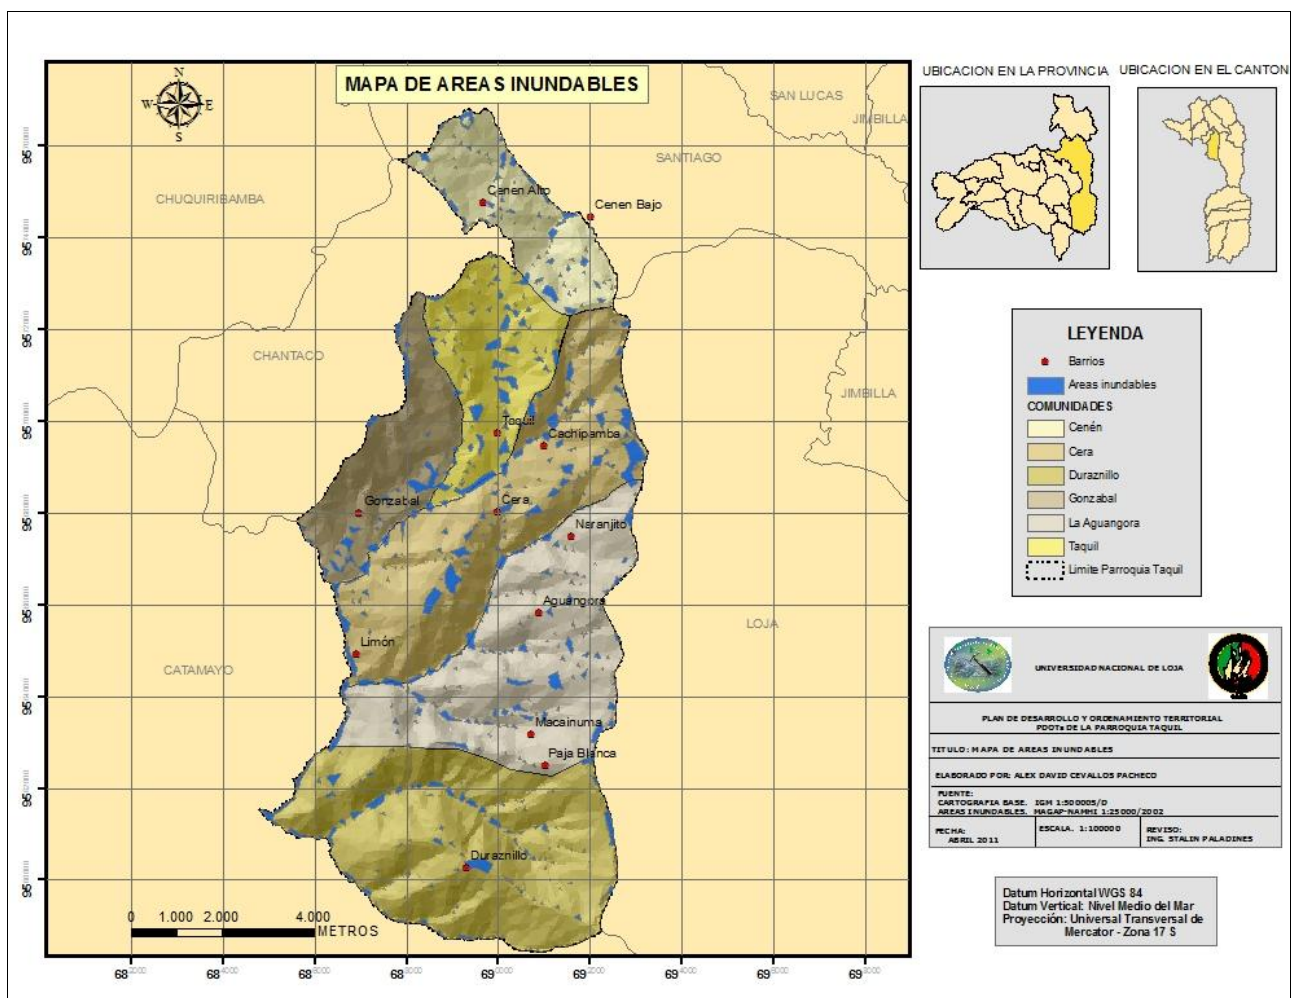 MAPA DE AREAS INUNDABLES
N
W E
S
SAN LUCAS
JIMBILLA
SANTIAGO
CHUQUIRIBAMBA
Cenen Alto
Cenen Bajo
CHANTACO
JIMBILLA
Taquil
Cachipamba
Gonzabal
Cera
Naranjito
Aguangora
LOJA
Limón
CATAMAYO
Macainuma
Paja Blanca
Duraznillo
0 1.000 2.000 4.000
METROS
UBICACION EN LA PROVINCIA
UBICACION EN EL CANTON
LEYENDA
Barrios
Areas inundables
COMUNIDADES
Cenén
Cera
Duraznillo
Gonzabal
La Aguangora
Taquil
Limite Parroquia Taquil
UNIVERSIDAD NACIONAL DE LOJA
PLAN DE DESARROLLO Y ORDENAMIENTO TERRITORIAL
PDOTs DE LA PARROQUIA TAQUIL
TITULO: MAPA DE AREAS INUNDABLES
ELABORADO POR: ALEX DAVID CEVALLOS PACHECO
FUENTE:
CARTOGRAFIA BASE. IGM 1:50000S/D
AREAS INUNDABLES. MAGAP-NAMHI 1:25000/2002
FECHA:
ABRIL 2011
ESCALA. 1:100000
REVISO:
ING. STALIN PALADINES
Datum Horizontal WGS 84
Datum Vertical: Nivel Medio del Mar
Proyección: Universal Transversal de
Mercator - Zona 17 S